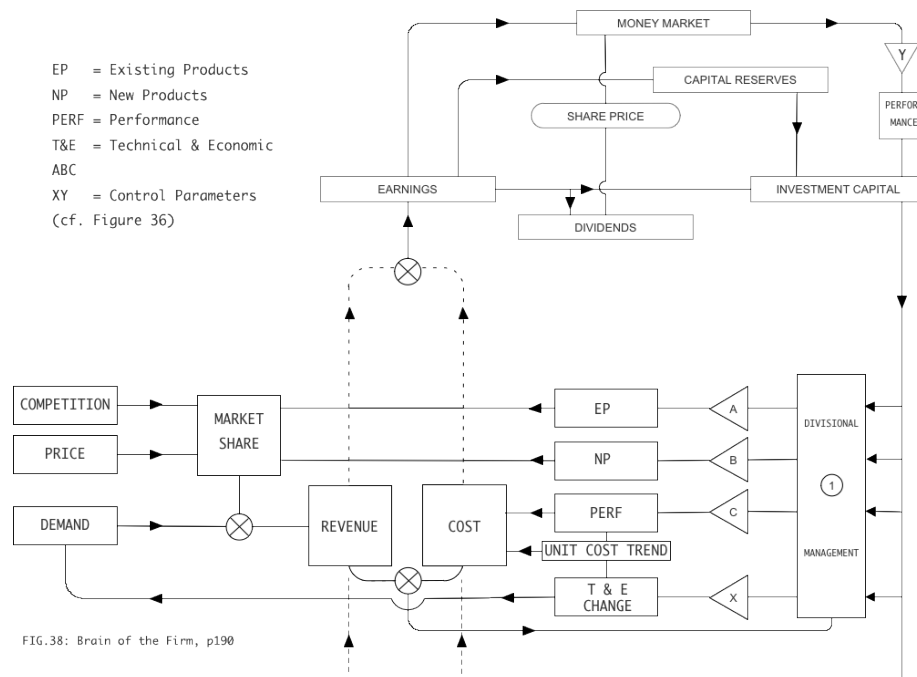 MONEY MARKET
EP = Existing Products
NP = New Products
PERF = Performance
T&E = Technical & Economic
ABC
XY = Control Parameters
(cf. Figure 36)
Y
CAPITAL RESERVES
PERFOR
MANCE
SHARE PRICE
EARNINGS
INVESTMENT CAPITAL
DIVIDENDS
COMPETITION
MARKET
SHARE
PRICE
EP
A
NP
B
DIVISIONAL
1
MANAGEMENT
DEMAND
REVENUE
COST
PERF
C
UNIT COST TREND
T & E
CHANGE
X
FIG.38: Brain of the Firm, p190